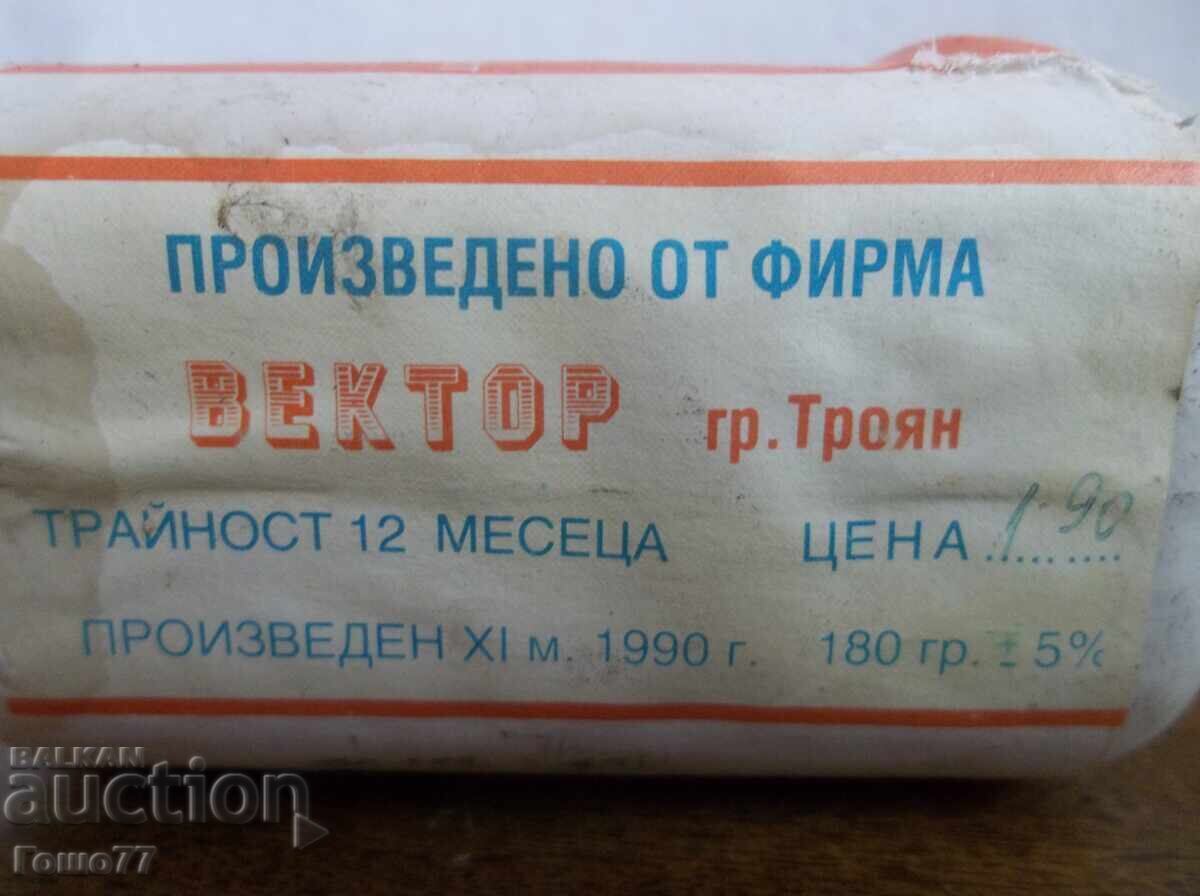 ПРОИЗВЕДЕНО ОТ ФИРМА
ВЕКТОР гр. Троян
ТРАЙНОСТ 12 МЕСЕЦА ЦЕНА 1.90
ПРОИЗВЕДЕН XI м. 1990 г. 180 гр. ± 5%
BALKAN
auction
Гошо77